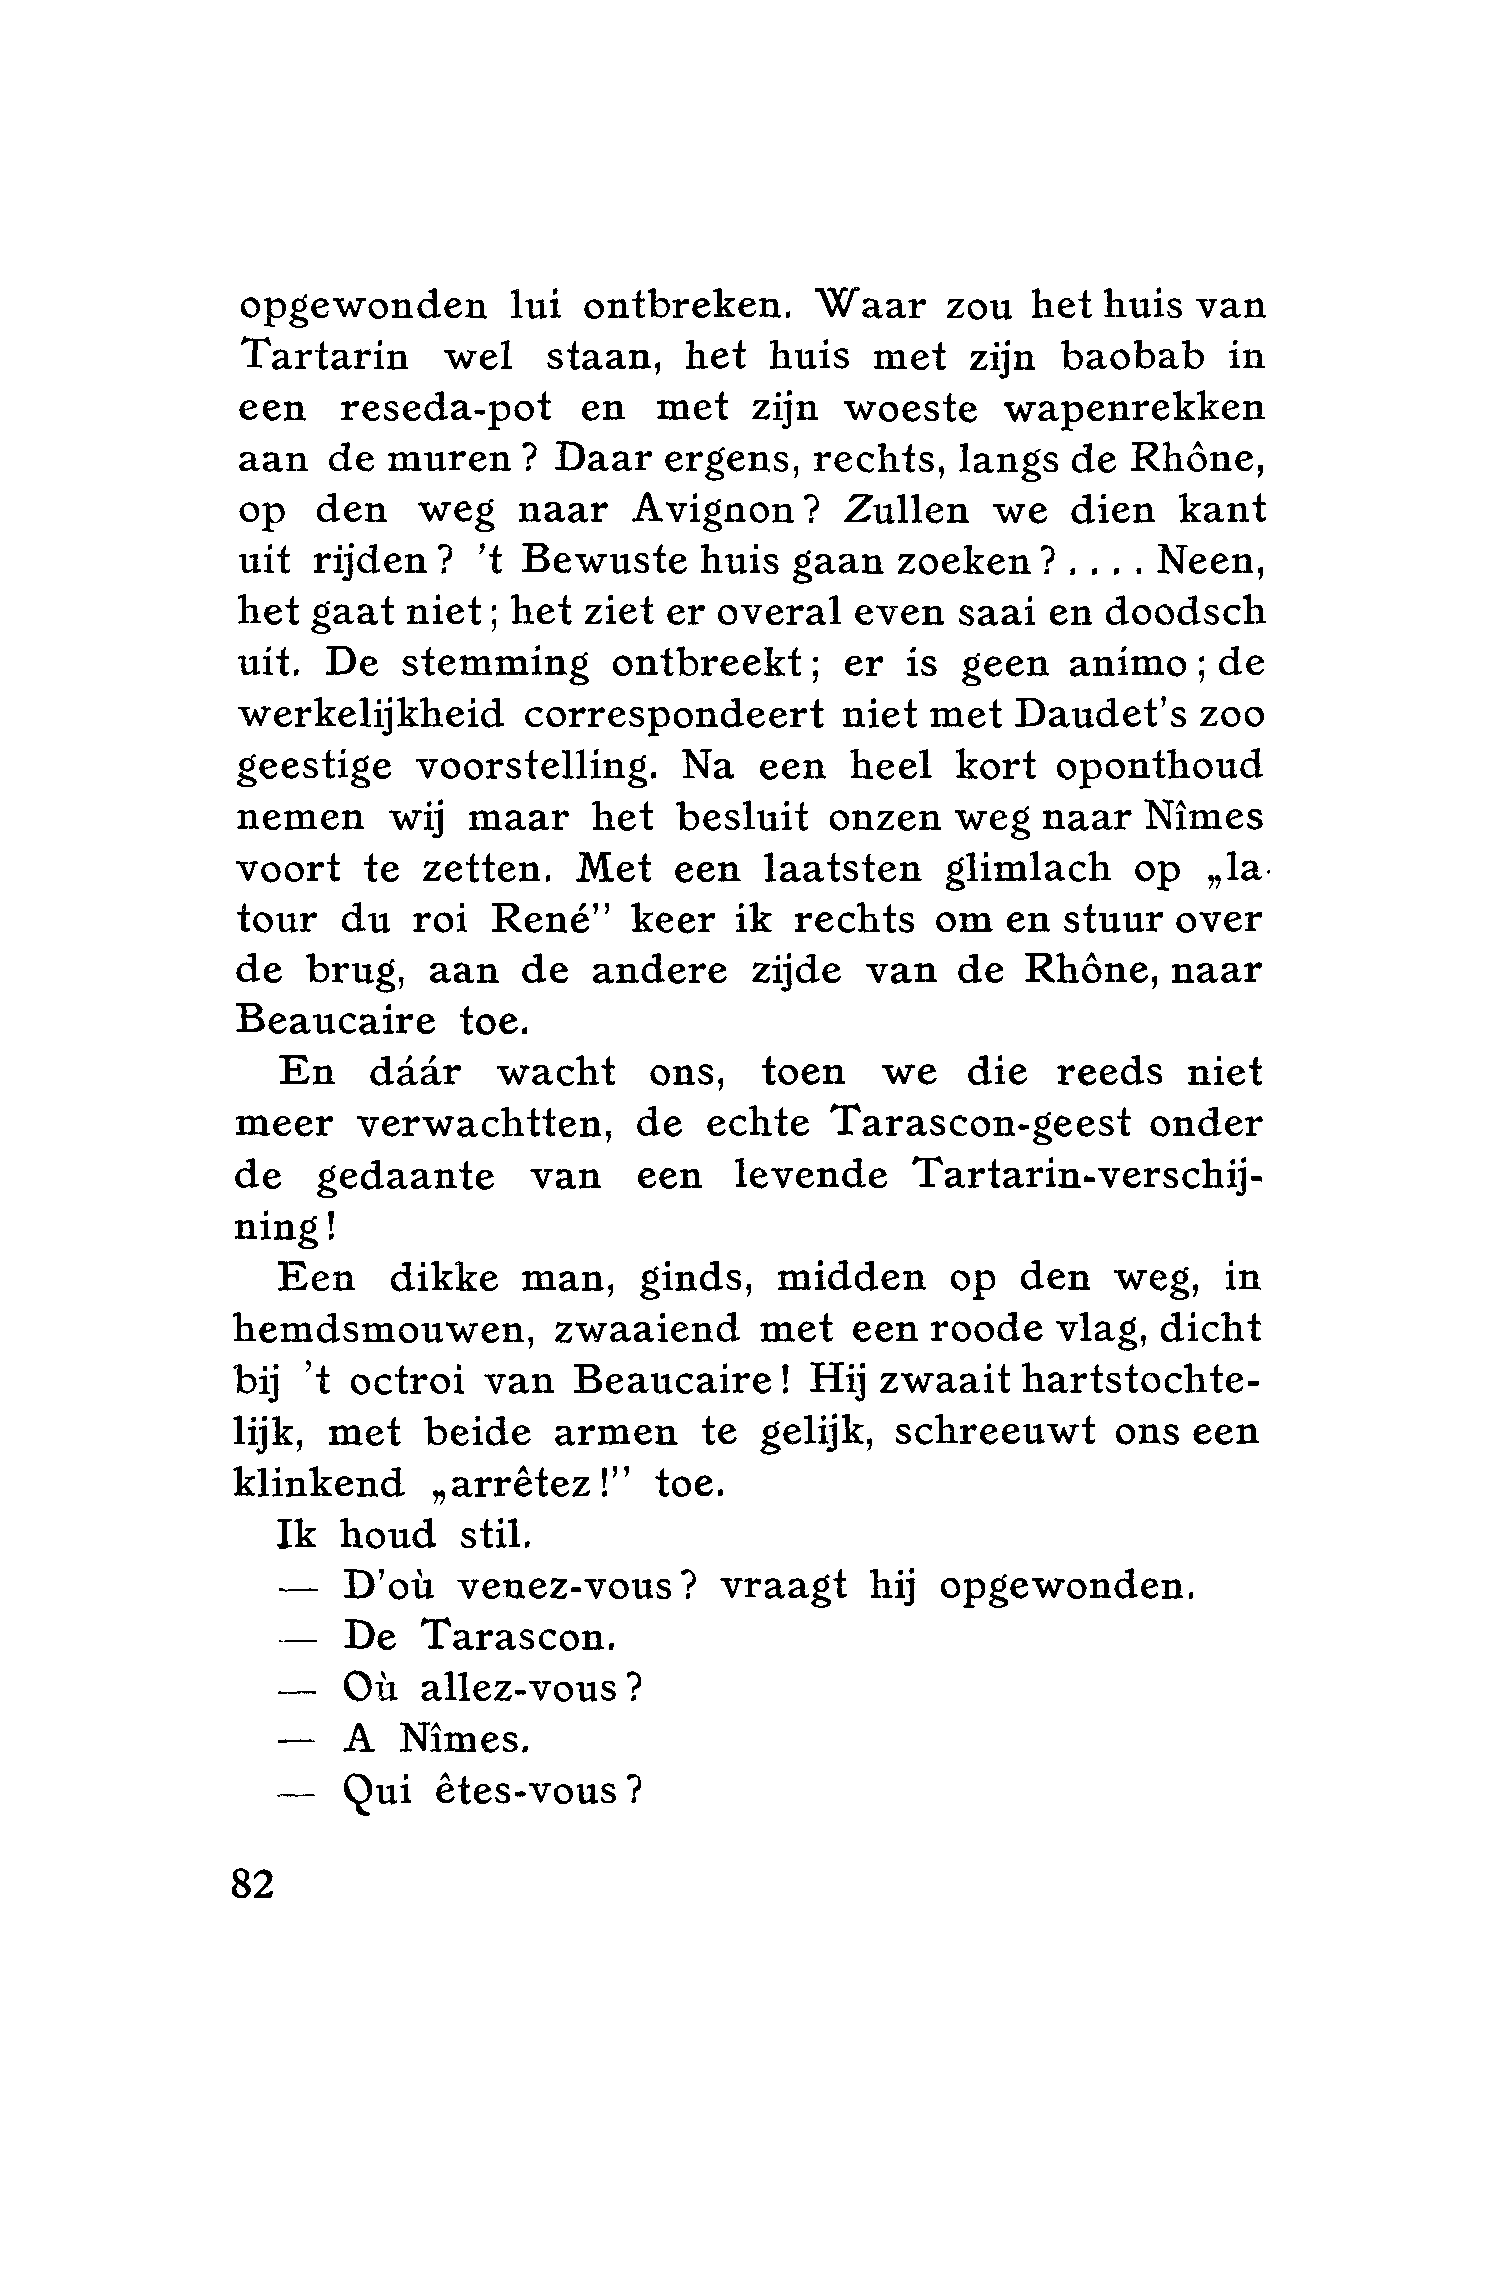 opgewonden lui ontbreken. Waar zou het huis van
Tartarin wel staan, het huis met zijn baobab in
een reseda-pot en met zijn woeste wapenrekken
aan de muren? Daar ergens, rechts, langs de Rhône,
op den weg naar Avignon? Zullen we dien kant
uit rijden? 't Bewuste huis gaan zoeken?.... Neen,
het gaat niet; het ziet er overal even saai en doodsch
uit. De stemming ontbreekt; er is geen animo; de
werkelijkheid correspondeert niet met Daudet's zoo
geestige voorstelling. Na een heel kort oponthoud
nemen wij maar het besluit onzen weg naar Nîmes
voort te zetten. Met een laatsten glimlach op „la
tour du roi René” keer ik rechts om en stuur over
de brug, aan de andere zijde van de Rhône, naar
Beaucaire toe.
En dáár wacht ons, toen we die reeds niet
meer verwachtten, de echte Tarascon-geest onder
de gedaante van een levende Tartarin-verschij-
ning!
Een dikke man, ginds, midden op den weg, in
hemdsmouwen, zwaaiend met een roode vlag, dicht
bij 't octroi van Beaucaire! Hij zwaait hartstochte-
lijk, met beide armen te gelijk, schreeuwt ons een
klinkend „arrêtez!” toe.
Ik houd stil.
— D'où venez-vous? vraagt hij opgewonden.
— De Tarascon.
— Où allez-vous?
— A Nîmes.
— Qui êtes-vous?
82